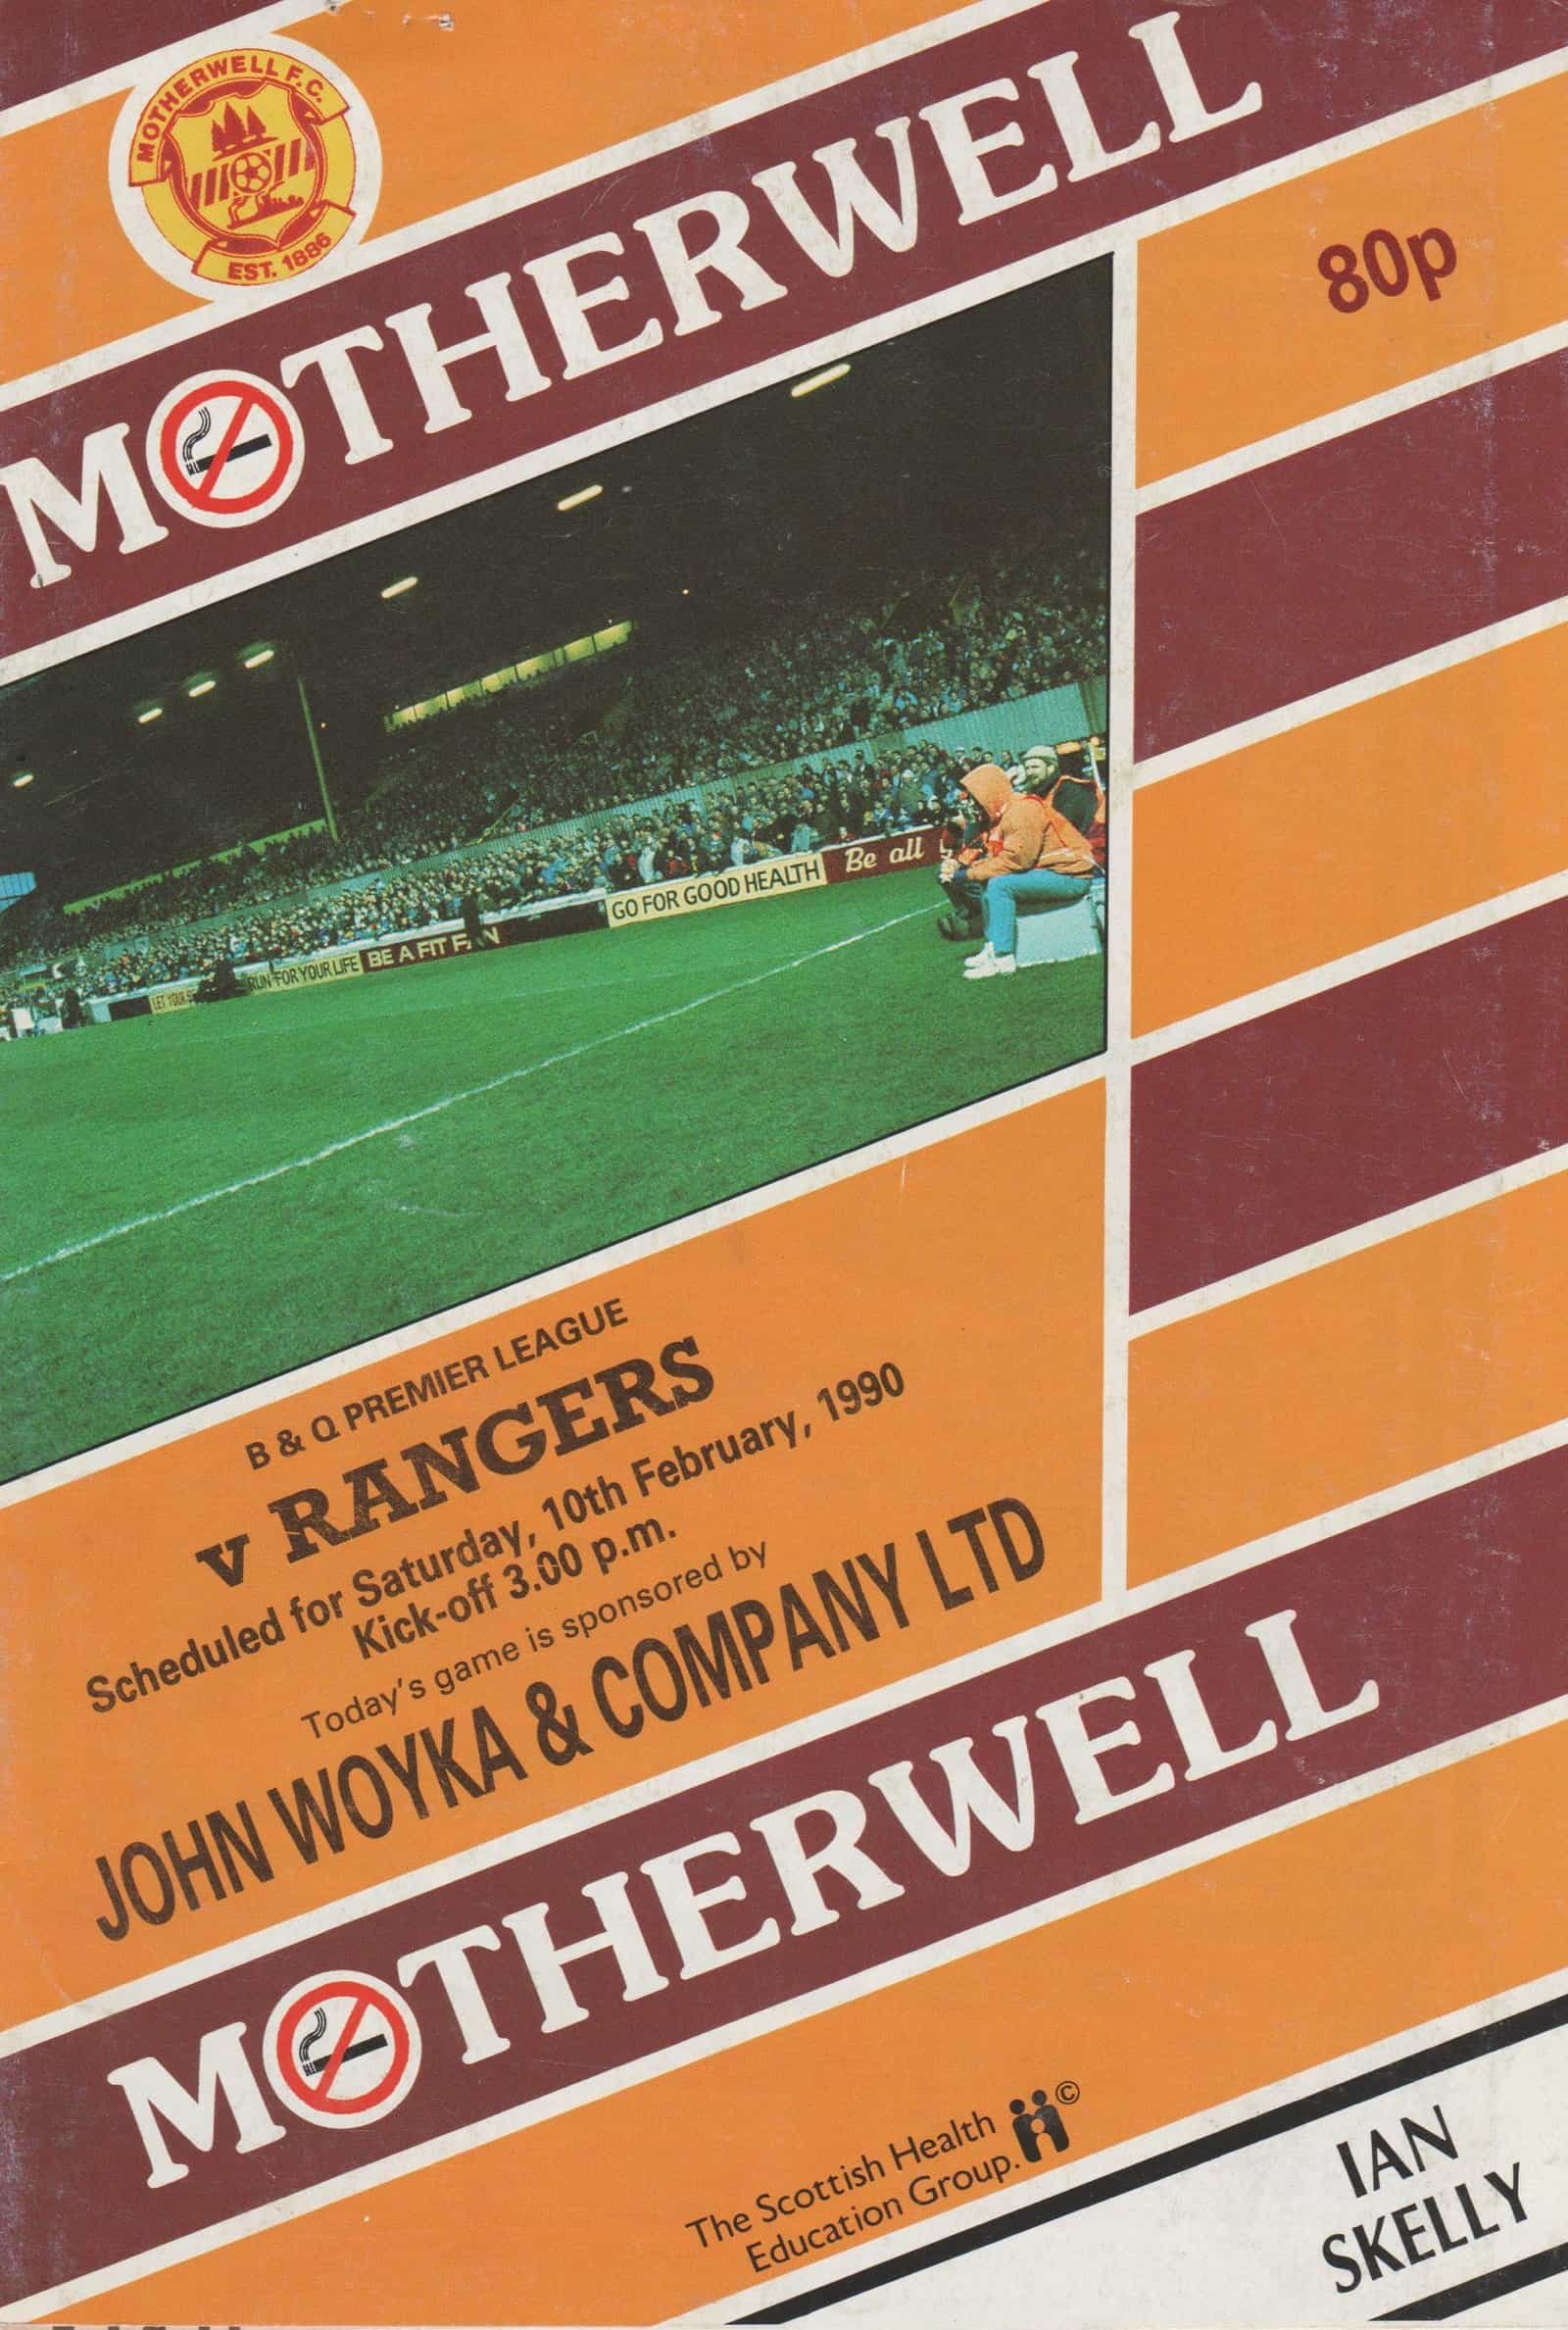 MOTHERWELL F.C.
EST. 1886
MOTHERWELL
80p
Be all
GO FOR GOOD HEALTH
BE A FIT FAN
RUN FOR YOUR LIFE
LET YOUR
B & Q PREMIER LEAGUE
v RANGERS
Scheduled for Saturday, 10th February, 1990
Kick-off 3.00 p.m.
Today's game is sponsored by
JOHN WOYKA & COMPANY LTD
MOTHERWELL
The Scottish Health
Education Group. ©
IAN
SKELLY